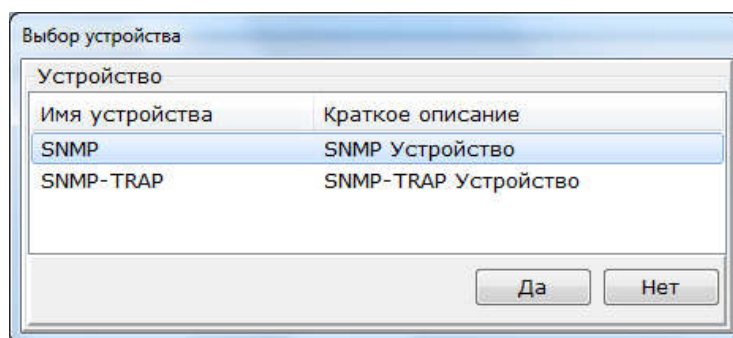 Выбор устройства
Устройство
Имя устройства Краткое описание
SNMP SNMP Устройство
SNMP-TRAP SNMP-TRAP Устройство
Да Нет